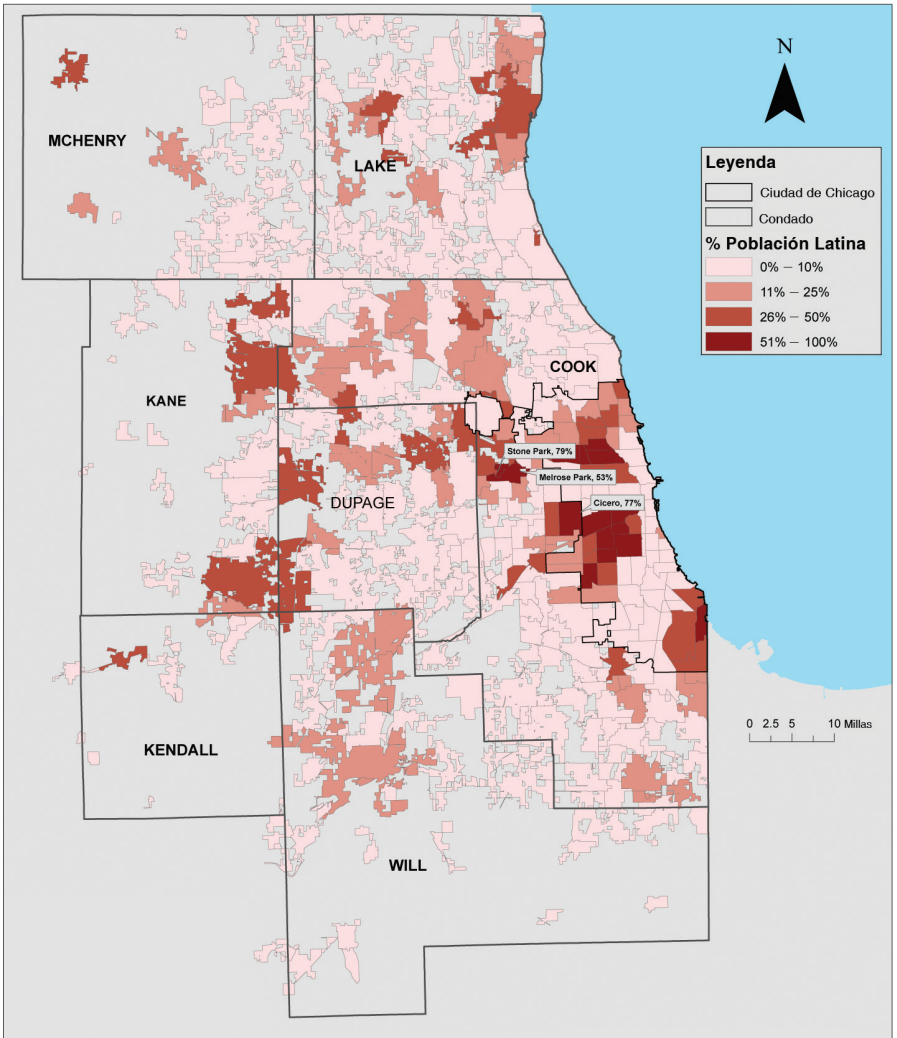 N
MCHENRY
LAKE
Leyenda
Ciudad de Chicago
Condado
% Población Latina
0% – 10%
11% – 25%
26% – 50%
51% – 100%
COOK
KANE
Stone Park, 79%
Melrose Park, 53%
DUPAGE
Cicero, 77%
0 2.5 5 10 Millas
KENDALL
WILL